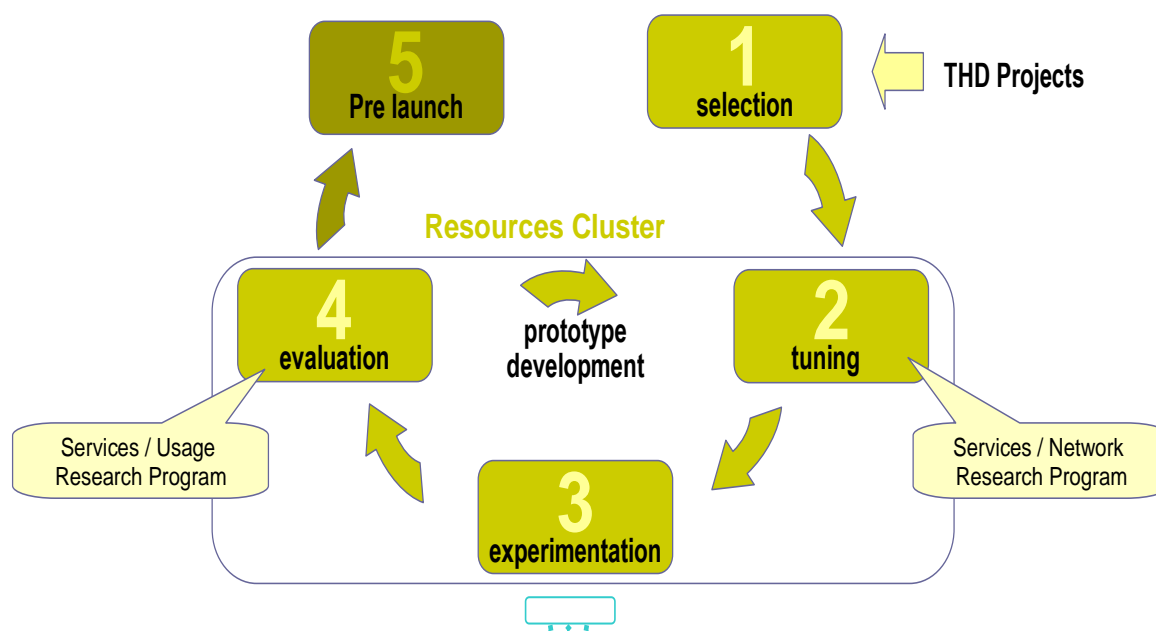 5
Pre launch
1
selection
THD Projects
Resources Cluster
4
evaluation
prototype
development
2
tuning
Services / Usage
Research Program
Services / Network
Research Program
3
experimentation